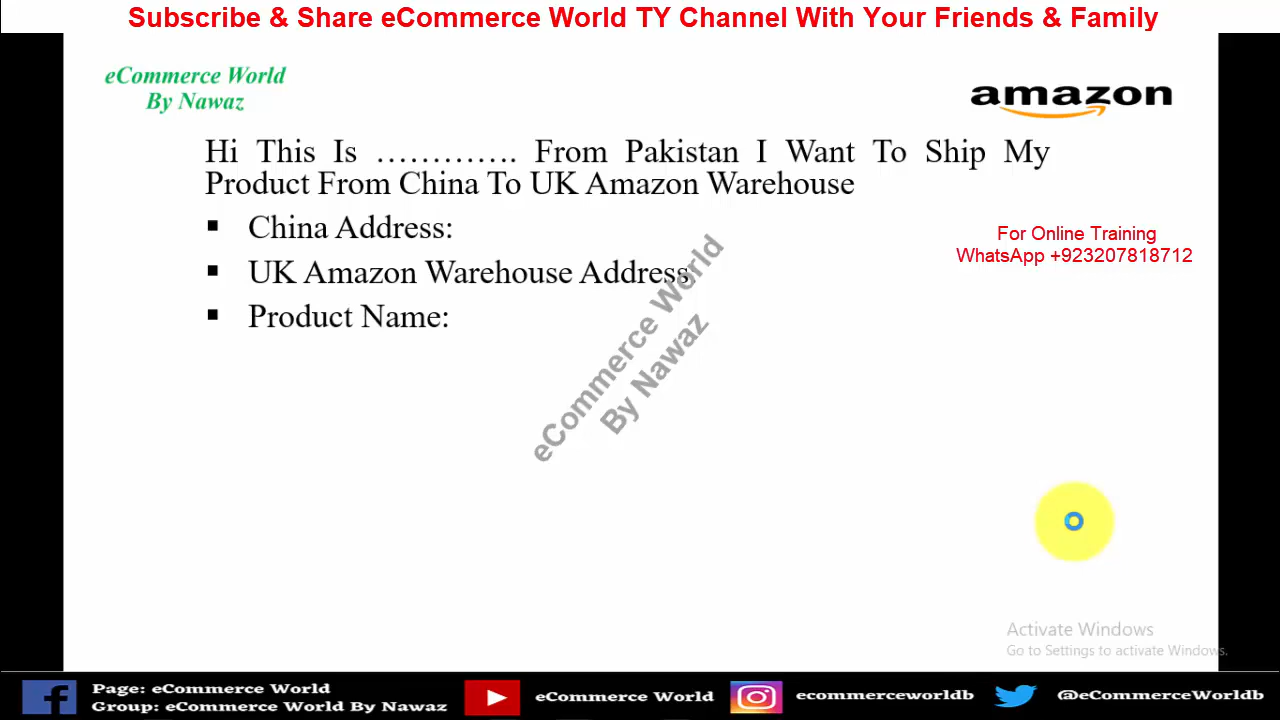 Subscribe & Share eCommerce World TY Channel With Your Friends & Family
eCommerce World
By Nawaz
amazon
Hi This Is …………. From Pakistan I Want To Ship My
Product From China To UK Amazon Warehouse
▪ China Address:
▪ UK Amazon Warehouse Address
▪ Product Name:
For Online Training
WhatsApp +923207818712
eCommerce World
By Nawaz
Activate Windows
Go to Settings to activate Windows.
Page: eCommerce World
Group: eCommerce World By Nawaz
eCommerce World
ecommerceworldb
@eCommerceWorldb